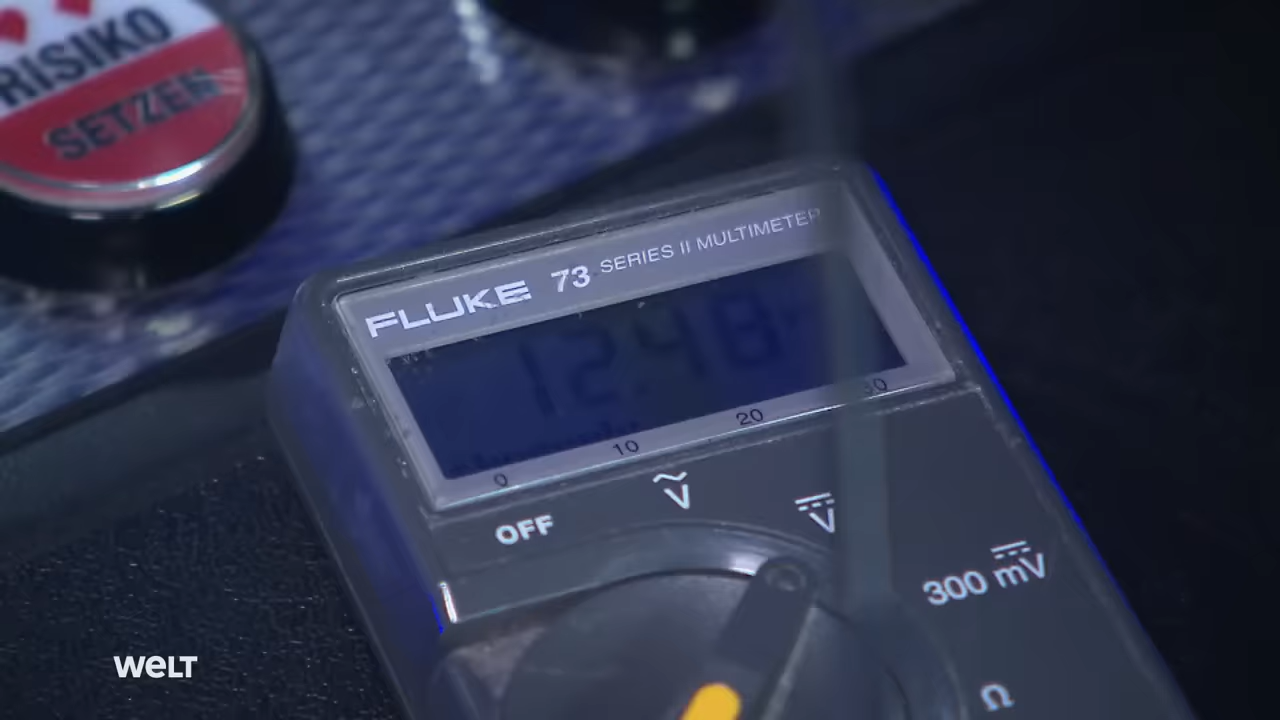 RISIKO
SETZEN
FLUKE 73 SERIES II MULTIMETER
12.48
0 10 20 30
OFF
V
V
300 mV
Ω
WELT